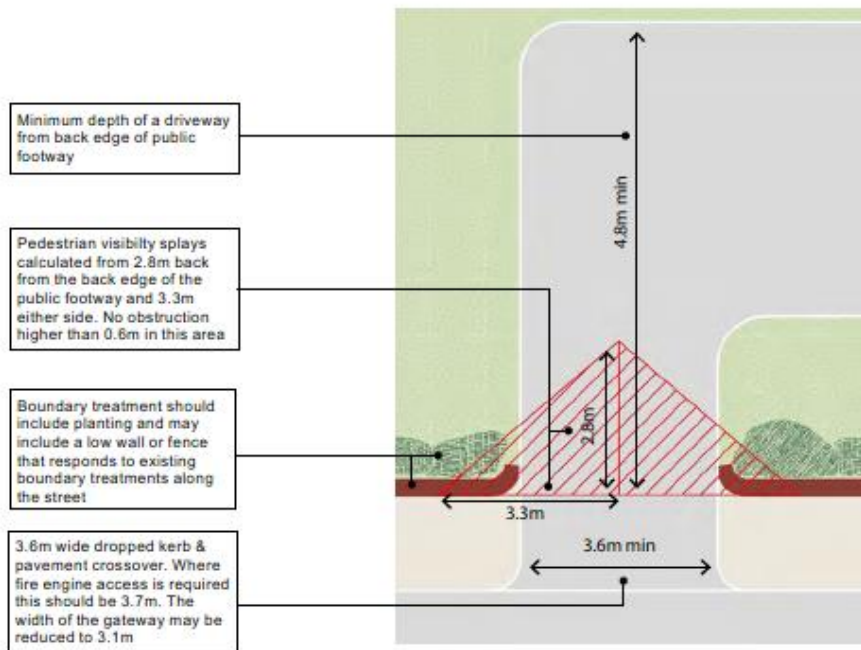 Minimum depth of a driveway
from back edge of public
footway
Pedestrian visibilty splays
calculated from 2.8m back
from the back edge of the
public footway and 3.3m
either side. No obstruction
higher than 0.6m in this area
Boundary treatment should
include planting and may
include a low wall or fence
that responds to existing
boundary treatments along
the street
3.6m wide dropped kerb &
pavement crossover. Where
fire engine access is required
this should be 3.7m. The
width of the gateway may be
reduced to 3.1m
4.8m min
2.8m
3.3m
3.6m min